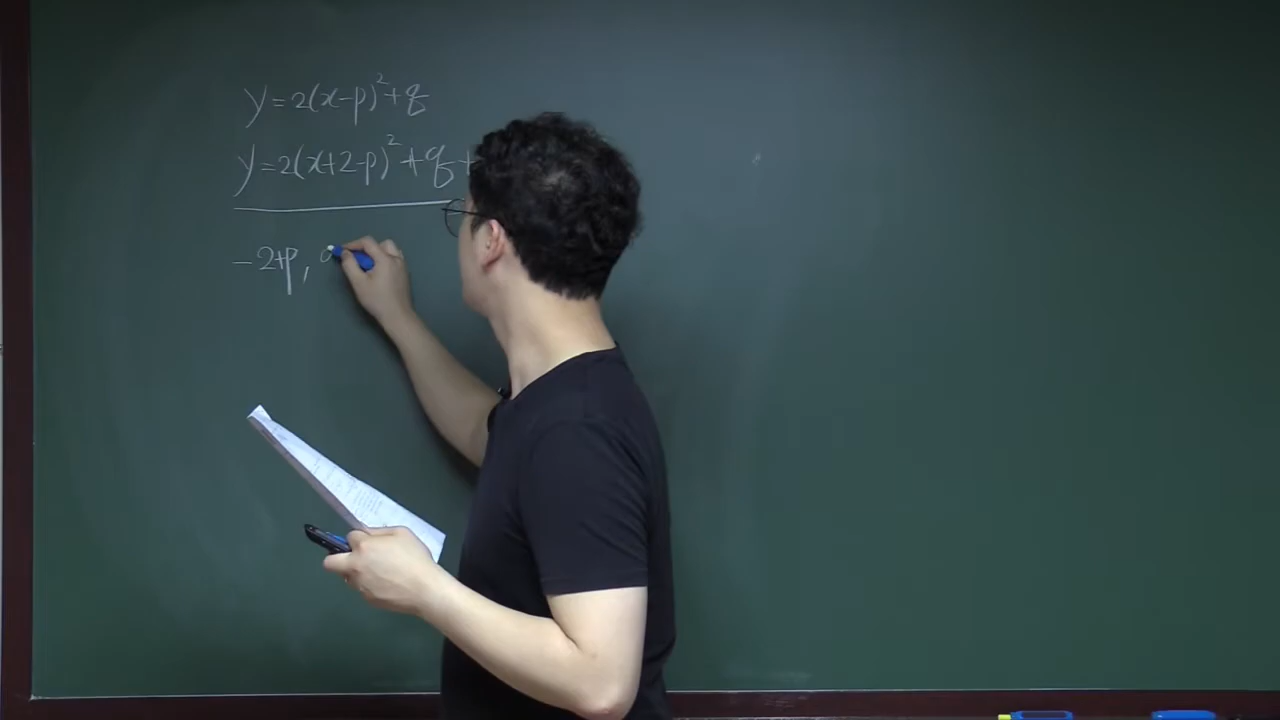 y=2(x-p)²+q
y=2(x+2-p)²+q+
-2+p,